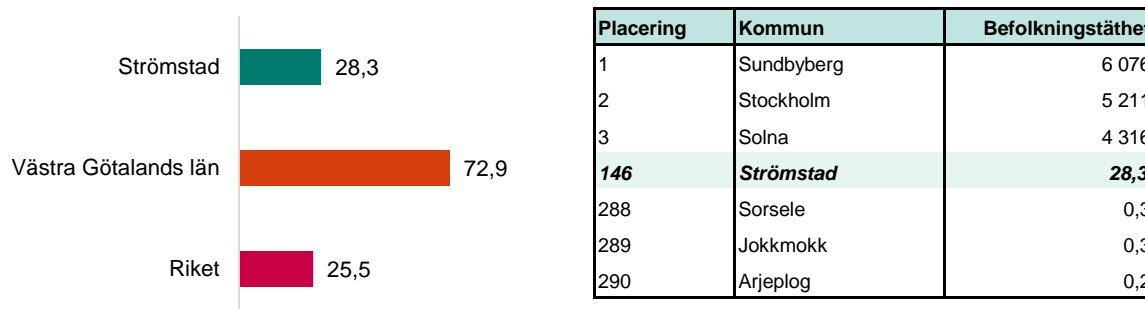 Strömstad 28,3
Västra Götalands län 72,9
Riket 25,5
Placering Kommun Befolkningstäthet
1 Sundbyberg 6 076
2 Stockholm 5 211
3 Solna 4 316
146 Strömstad 28,3
288 Sorsele 0,3
289 Jokkmokk 0,3
290 Arjeplog 0,2